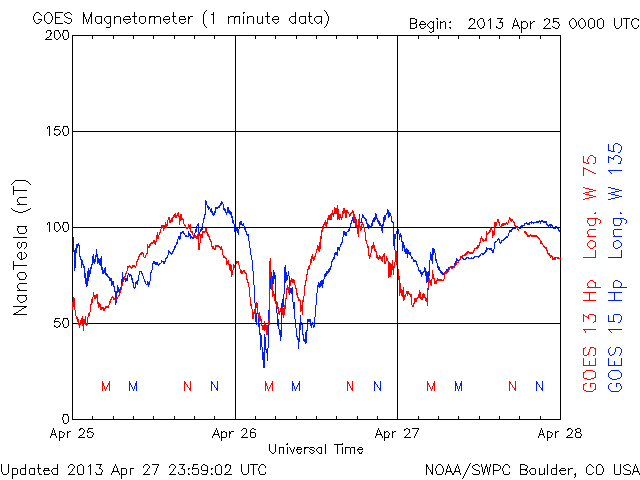 GOES Magnetometer (1 minute data)
Begin: 2013 Apr 25 0000 UTC
200
150
100
50
0
NanoTesla (nT)
M M N N M M N N M M N N
Apr 25 Apr 26 Apr 27 Apr 28
Universal Time
GOES 13 Hp Long. W 75
GOES 15 Hp Long. W 135
Updated 2013 Apr 27 23:59:02 UTC
NOAA/SWPC Boulder, CO USA